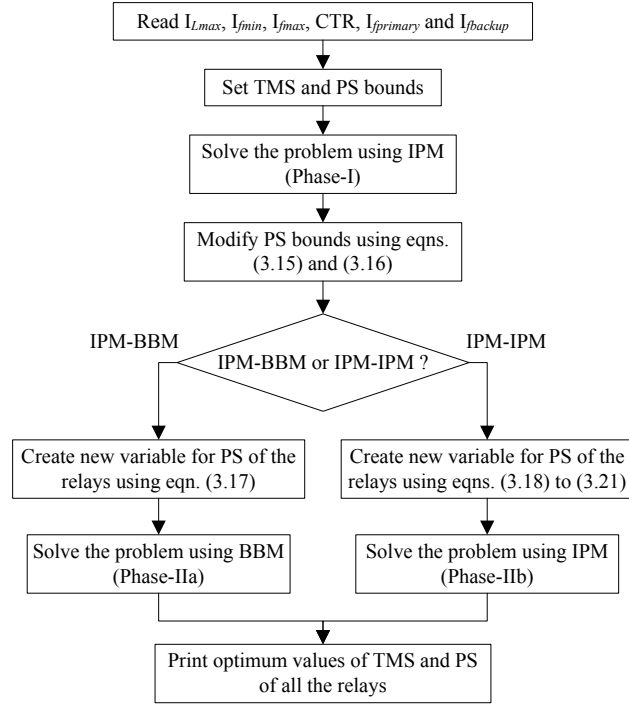 Read I_Lmax, I_fmin, I_fmax, CTR, I_fprimary and I_fbackup
Set TMS and PS bounds
Solve the problem using IPM
(Phase-I)
Modify PS bounds using eqns.
(3.15) and (3.16)
IPM-BBM
IPM-IPM
IPM-BBM or IPM-IPM ?
Create new variable for PS of the
relays using eqn. (3.17)
Create new variable for PS of the
relays using eqns. (3.18) to (3.21)
Solve the problem using BBM
(Phase-IIa)
Solve the problem using IPM
(Phase-IIb)
Print optimum values of TMS and PS
of all the relays